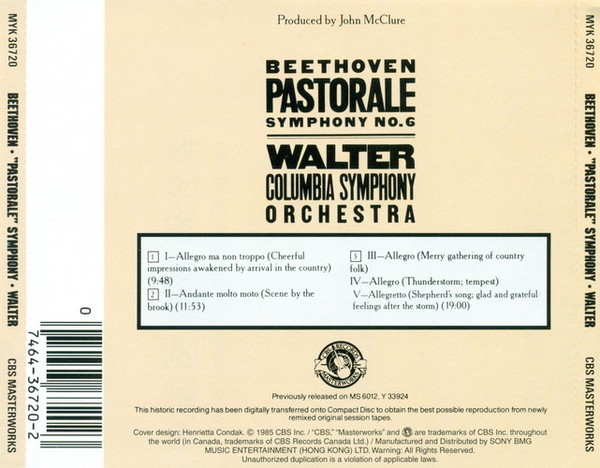 Produced by John McClure
BEETHOVEN
PASTORALE
SYMPHONY NO. 6
WALTER
COLUMBIA SYMPHONY
ORCHESTRA
1 I—Allegro ma non troppo (Cheerful
impressions awakened by arrival in the country)
(9:48)
2 II—Andante molto moto (Scene by the
brook) (11:53)
3 III—Allegro (Merry gathering of country
folk)
IV—Allegro (Thunderstorm; tempest)
V—Allegretto (Shepherd's song; glad and grateful
feelings after the storm) (19:00)
CBS RECORDS
MASTERWORKS
Previously released on MS 6012, Y 33924
This historic recording has been digitally transferred onto Compact Disc to obtain the best possible reproduction from newly
remixed original session tapes.
Cover design: Henrietta Condak. © 1985 CBS Inc. / "CBS," "Masterworks" and are trademarks of CBS Inc. throughout
the world (in Canada, trademarks of CBS Records Canada Ltd.) / Manufactured and Distributed by SONY BMG
MUSIC ENTERTAINMENT (HONG KONG) LTD. Warning: All Rights Reserved.
Unauthorized duplication is a violation of applicable laws.
MYK 36720 BEETHOVEN • "PASTORALE" SYMPHONY • WALTER CBS MASTERWORKS
0
7464-36720-2
MYK 36720 BEETHOVEN • "PASTORALE" SYMPHONY • WALTER CBS MASTERWORKS